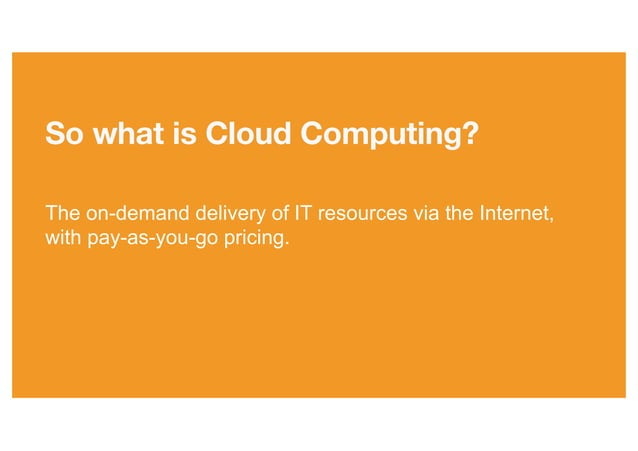 So what is Cloud Computing?
The on-demand delivery of IT resources via the Internet,
with pay-as-you-go pricing.